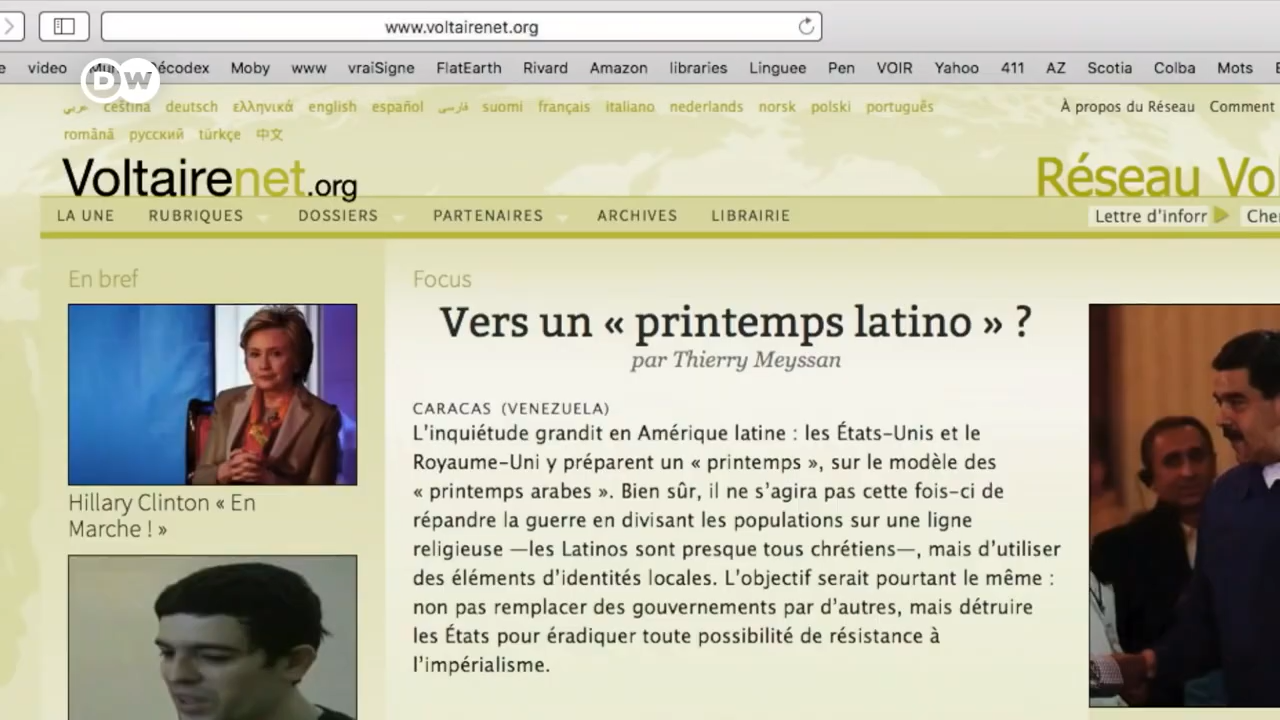 www.voltairenet.org
video
Décodex Moby www vraiSigne FlatEarth Rivard Amazon libraries Linguee Pen VOIR Yahoo 411 AZ Scotia Colba Mots
DW
عربي čeština deutsch ελληνικά english español فارسى suomi français italiano nederlands norsk polski português
À propos du Réseau Comment
română русский türkçe 中文
Voltairenet.org
Réseau Vol
LA UNE RUBRIQUES DOSSIERS PARTENAIRES ARCHIVES LIBRAIRIE
Lettre d'inforr Cher
En bref
Focus
Vers un « printemps latino » ?
par Thierry Meyssan
CARACAS (VENEZUELA)
L'inquiétude grandit en Amérique latine : les États-Unis et le
Royaume-Uni y préparent un « printemps », sur le modèle des
« printemps arabes ». Bien sûr, il ne s'agira pas cette fois-ci de
répandre la guerre en divisant les populations sur une ligne
religieuse —les Latinos sont presque tous chrétiens—, mais d'utiliser
des éléments d'identités locales. L'objectif serait pourtant le même :
non pas remplacer des gouvernements par d'autres, mais détruire
les États pour éradiquer toute possibilité de résistance à
l'impérialisme.
Hillary Clinton « En
Marche ! »